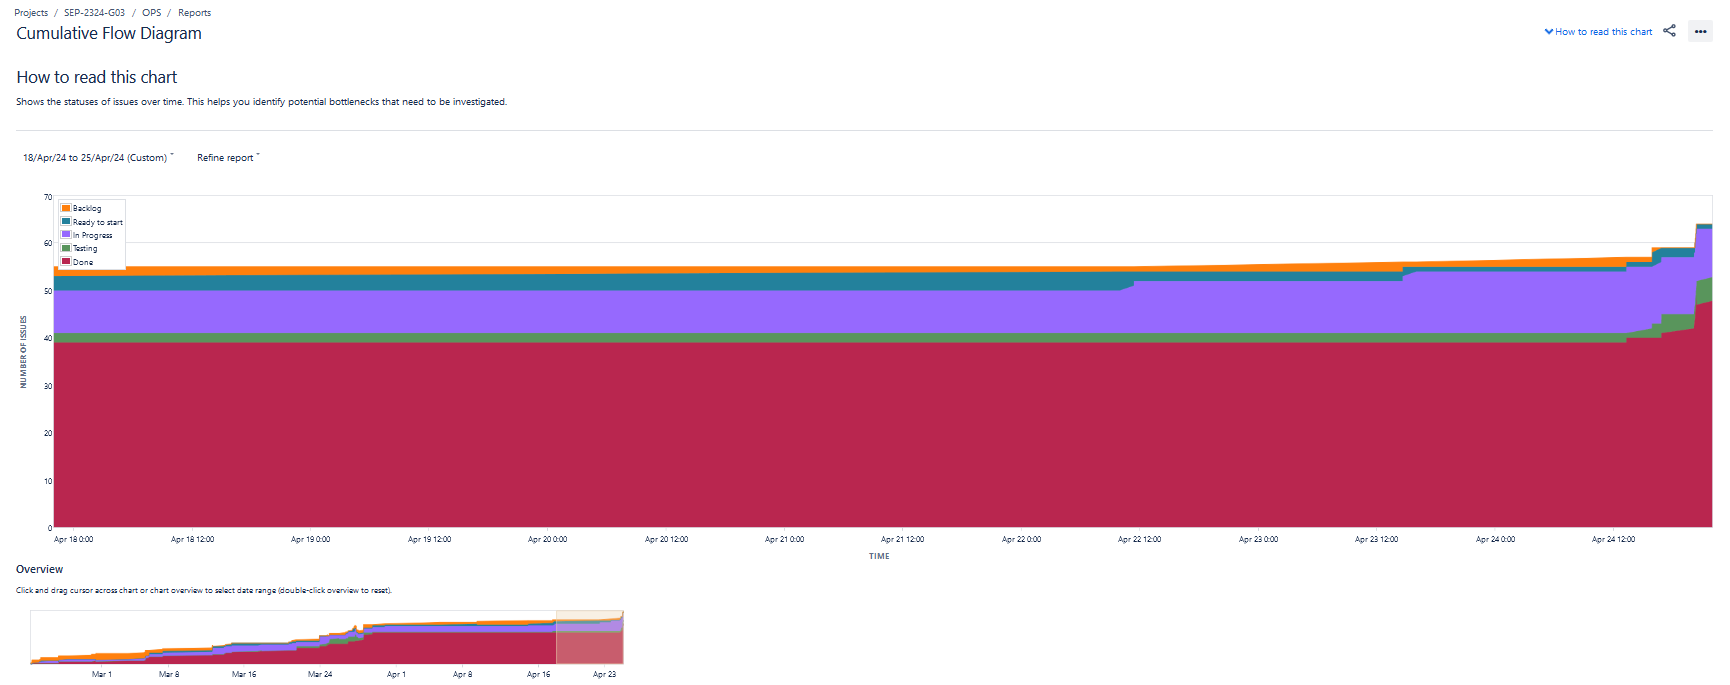 Projects / SEP-2324-G03 / OPS / Reports
Cumulative Flow Diagram
How to read this chart
How to read this chart
Shows the statuses of issues over time. This helps you identify potential bottlenecks that need to be investigated.
18/Apr/24 to 25/Apr/24 (Custom) Refine report
70
60
50
40
30
20
10
0
NUMBER OF ISSUES
Backlog
Ready to start
In Progress
Testing
Done
Apr 18 0:00 Apr 18 12:00 Apr 19 0:00 Apr 19 12:00 Apr 20 0:00 Apr 20 12:00 Apr 21 0:00 Apr 21 12:00 Apr 22 0:00 Apr 22 12:00 Apr 23 0:00 Apr 23 12:00 Apr 24 0:00 Apr 24 12:00
TIME
Overview
Click and drag cursor across chart or chart overview to select date range (double-click overview to reset).
Mar 1 Mar 8 Mar 16 Mar 24 Apr 1 Apr 8 Apr 16 Apr 23